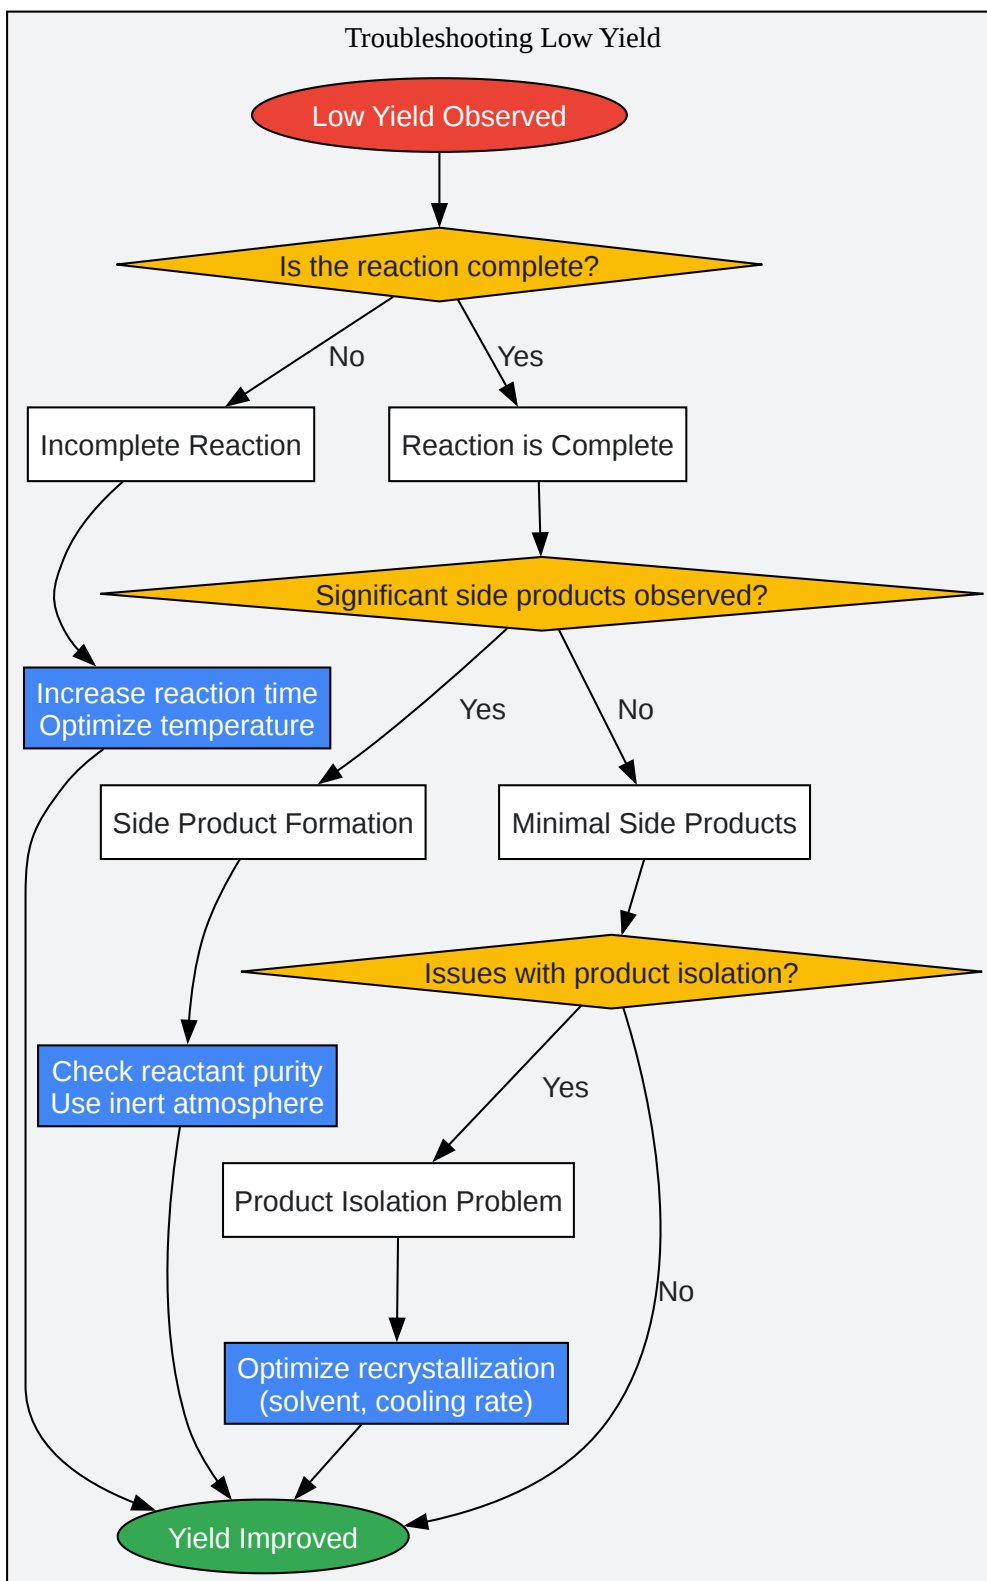 Troubleshooting Low Yield
Low Yield Observed
Is the reaction complete?
No
Yes
Incomplete Reaction
Reaction is Complete
Significant side products observed?
Increase reaction time
Optimize temperature
Yes
No
Side Product Formation
Minimal Side Products
Issues with product isolation?
Check reactant purity
Use inert atmosphere
Yes
Product Isolation Problem
No
Optimize recrystallization
(solvent, cooling rate)
Yield Improved